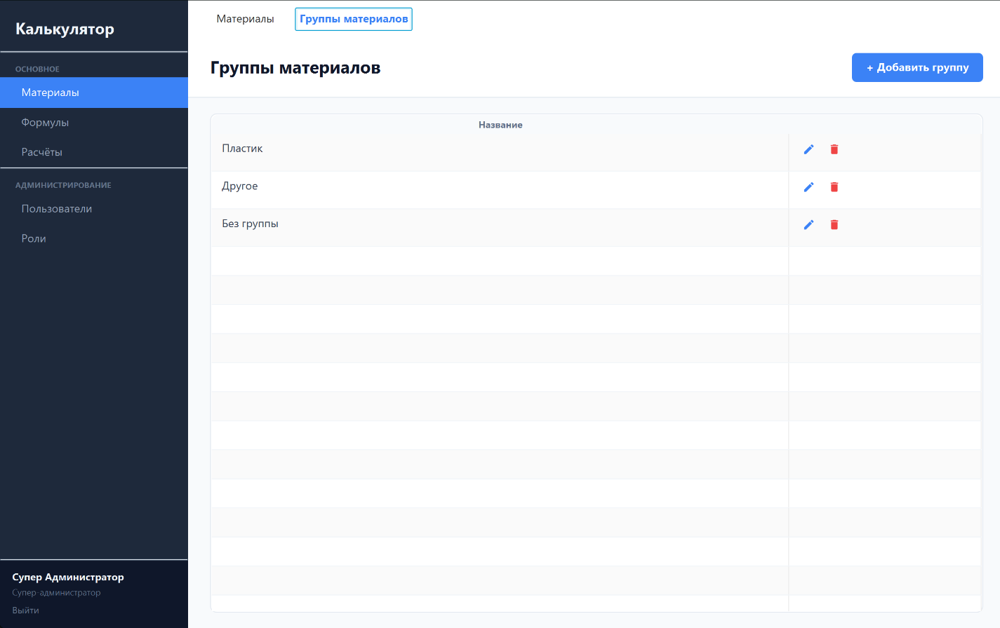 Калькулятор
ОСНОВНОЕ
Материалы
Формулы
Расчёты
АДМИНИСТРИРОВАНИЕ
Пользователи
Роли
Супер Администратор
Супер-администратор
Выйти
Материалы
Группы материалов
Группы материалов
+ Добавить группу
Название
Пластик
Другое
Без группы